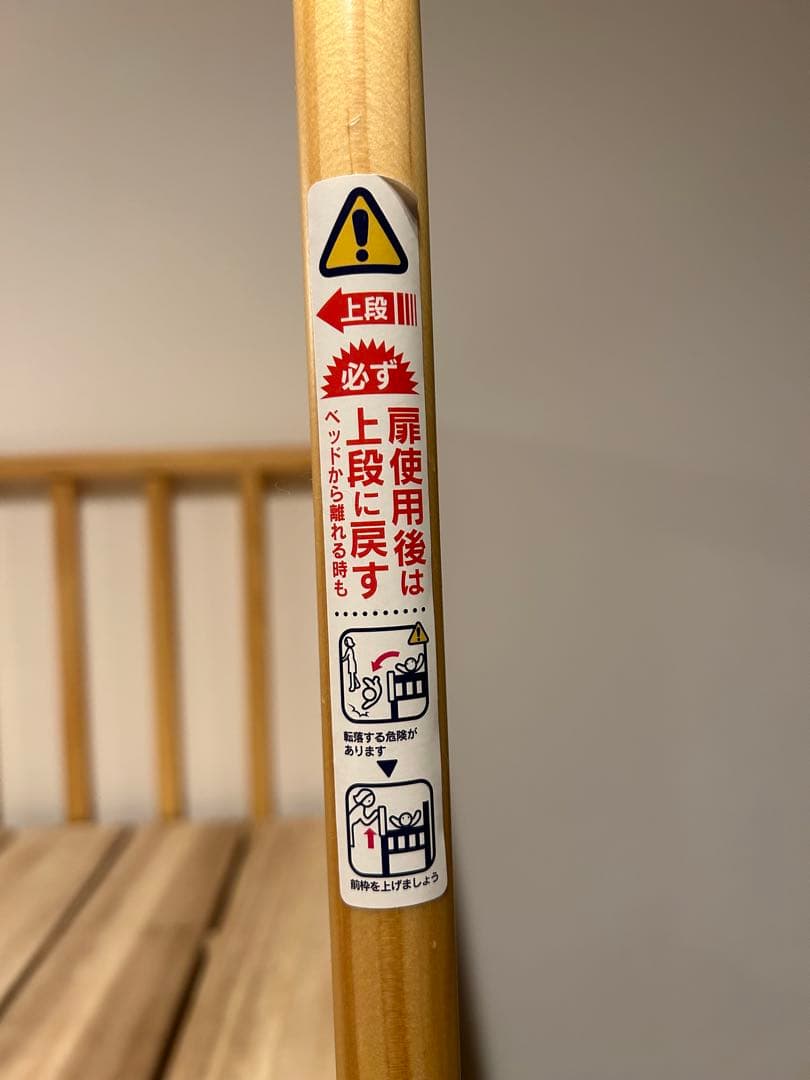 上段
必ず
扉使用後は
上段に戻す
ベッドから離れる時も
転落する危険が
あります
前枠を上げましょう